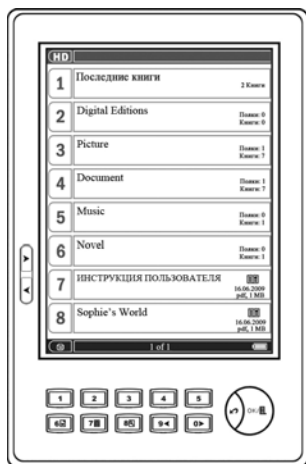 HD
1 Последние книги
2 Книги
2 Digital Editions
Папки: 0
Книги: 0
3 Picture
Папки: 1
Книги: 7
4 Document
Папки: 1
Книги: 7
5 Music
Папки: 0
Книги: 1
6 Novel
Папки: 0
Книги: 1
7 ИНСТРУКЦИЯ ПОЛЬЗОВАТЕЛЯ
16.06.2009
pdf, 1 MB
8 Sophie's World
16.06.2009
pdf, 1 MB
1 of 1
1 2 3 4 5
6 7 8 9 0
OK/